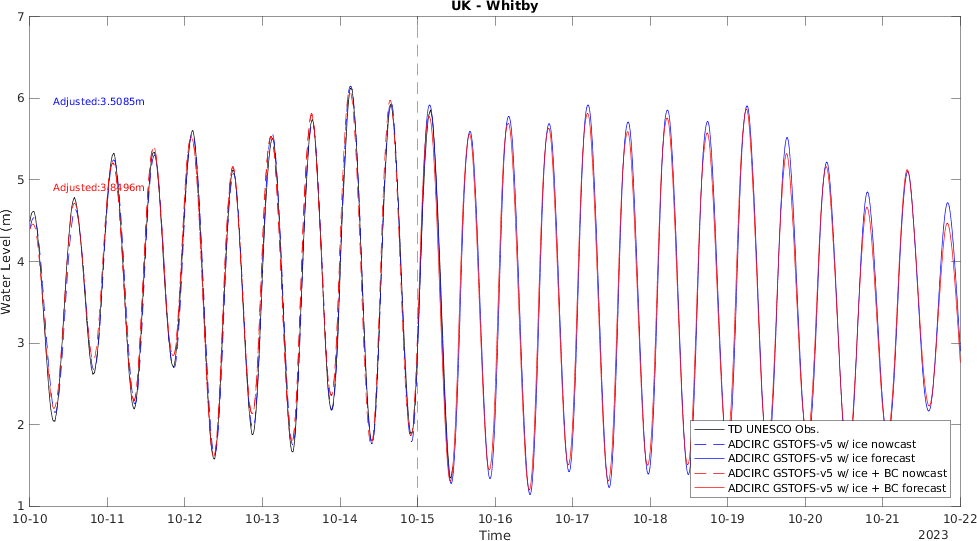 UK - Whitby
7
6
5
4
3
2
1
Water Level (m)
Adjusted:3.5085m
Adjusted:3.8496m
TD UNESCO Obs.
ADCIRC GSTOFS-v5 w/ ice nowcast
ADCIRC GSTOFS-v5 w/ ice forecast
ADCIRC GSTOFS-v5 w/ ice + BC nowcast
ADCIRC GSTOFS-v5 w/ ice + BC forecast
10-10 10-11 10-12 10-13 10-14 10-15 10-16 10-17 10-18 10-19 10-20 10-21 10-22
Time
2023